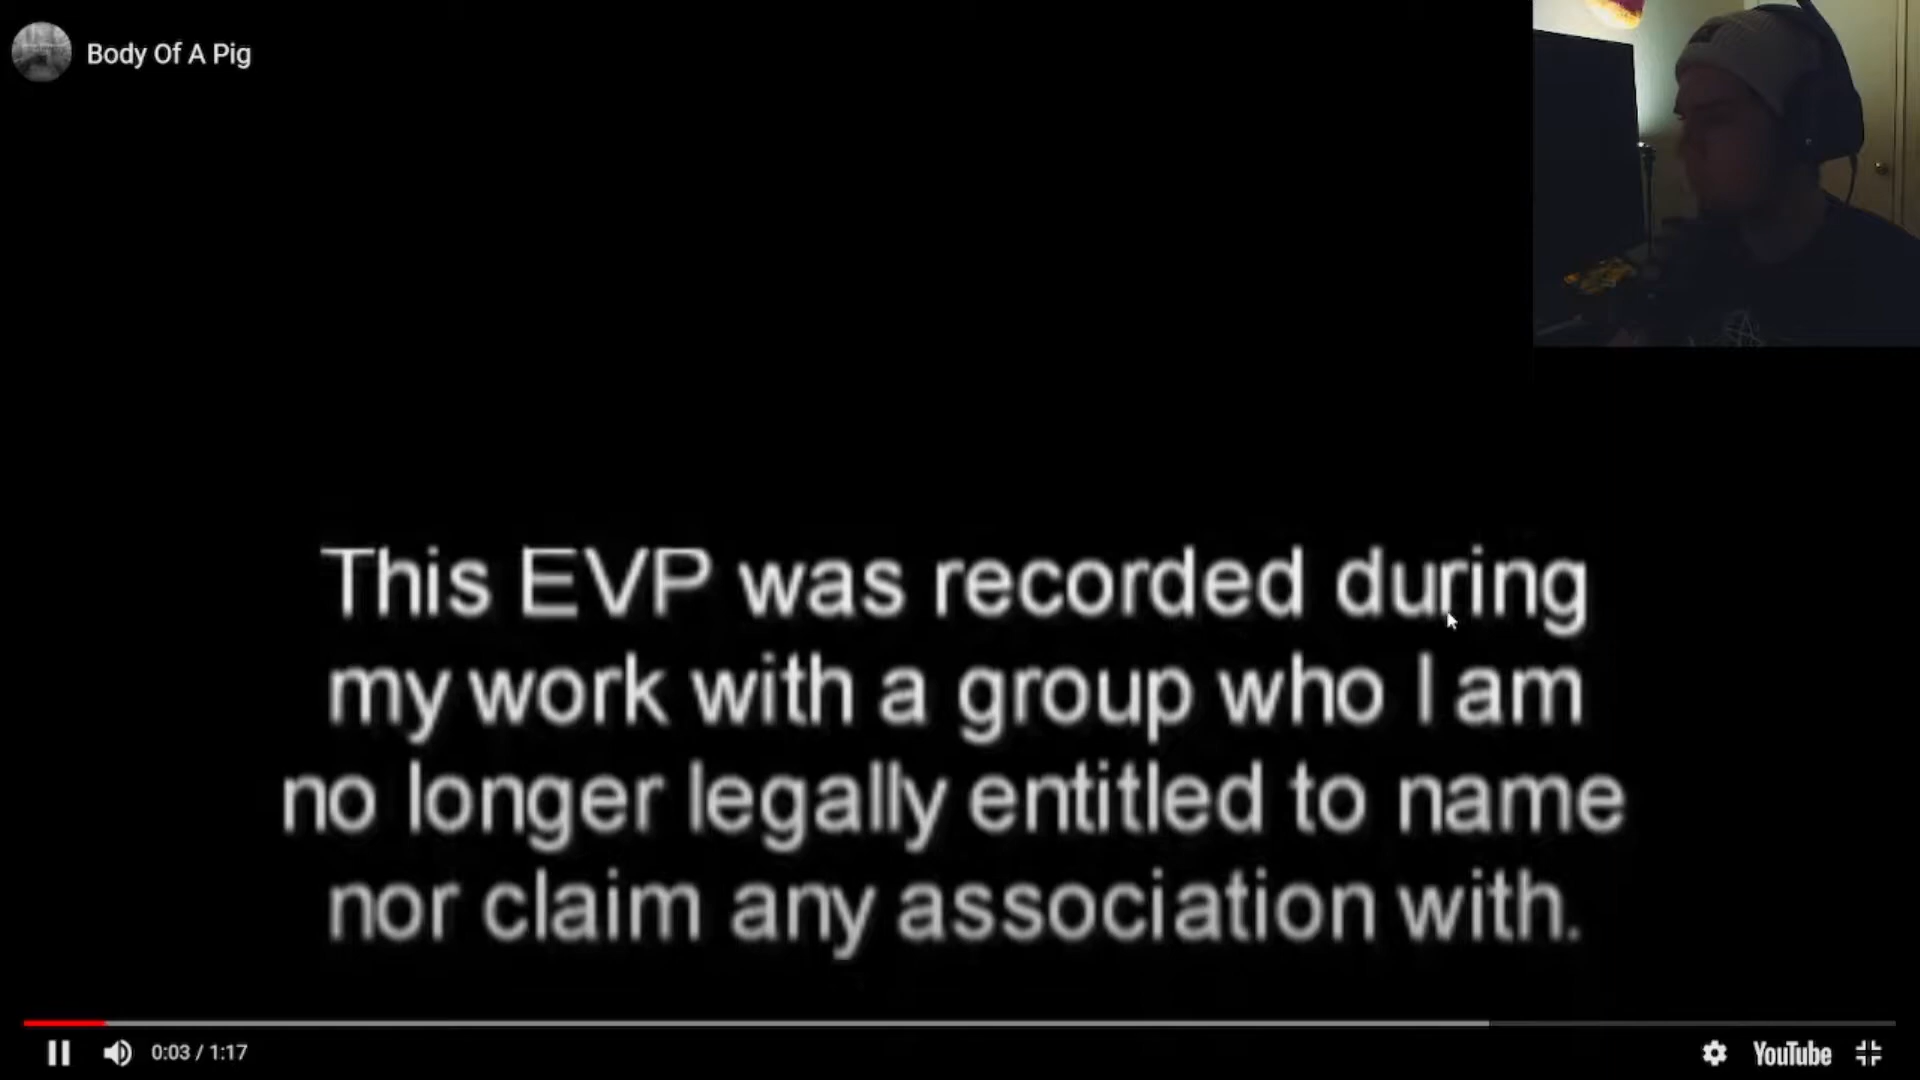 Body Of A Pig
This EVP was recorded during
my work with a group who I am
no longer legally entitled to name
nor claim any association with.
0:03 / 1:17
YouTube